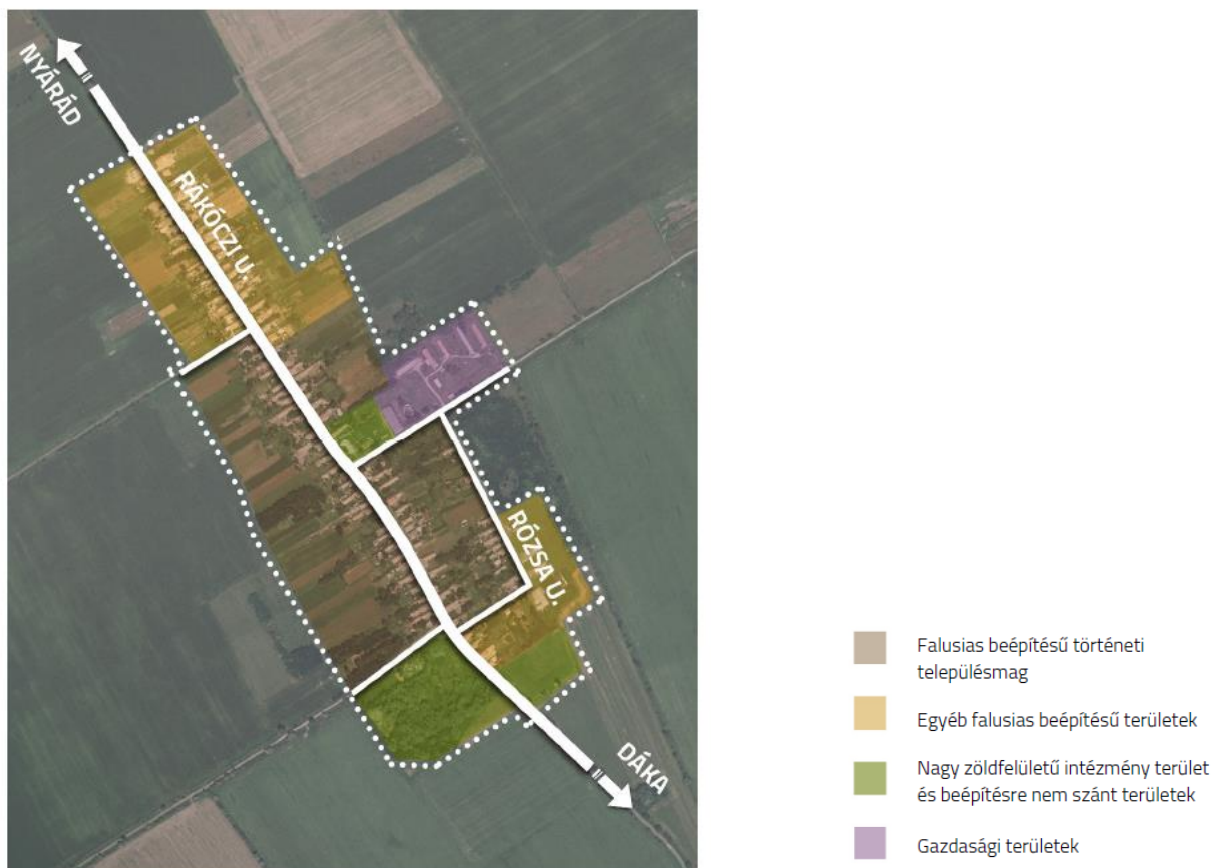 NYÁRÁD
RÁKÓCZI U.
RÓZSA U.
DÁKA
Falusias beépítésű történeti
településmag
Egyéb falusias beépítésű területek
Nagy zöldfelületű intézmény terület
és beépítésre nem szánt területek
Gazdasági területek